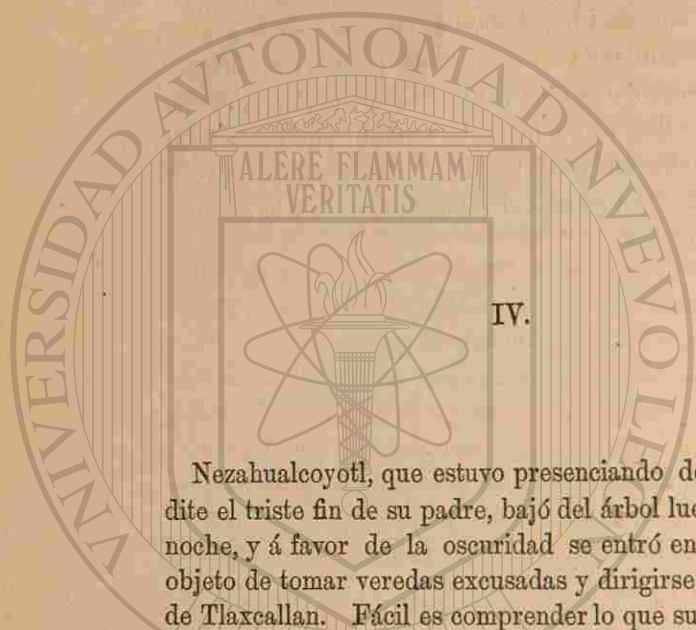 UNIVERSIDAD AVTONOMA D NVEVO LE
ALERE FLAMMAM
VERITATIS
IV.
Nezahualcoyotl, que estuvo presenciando de
dite el triste fin de su padre, bajó del árbol lue
noche, y á favor de la oscuridad se entró en
objeto de tomar veredas excusadas y dirigirse
de Tlaxcallan. Fácil es comprender lo que su